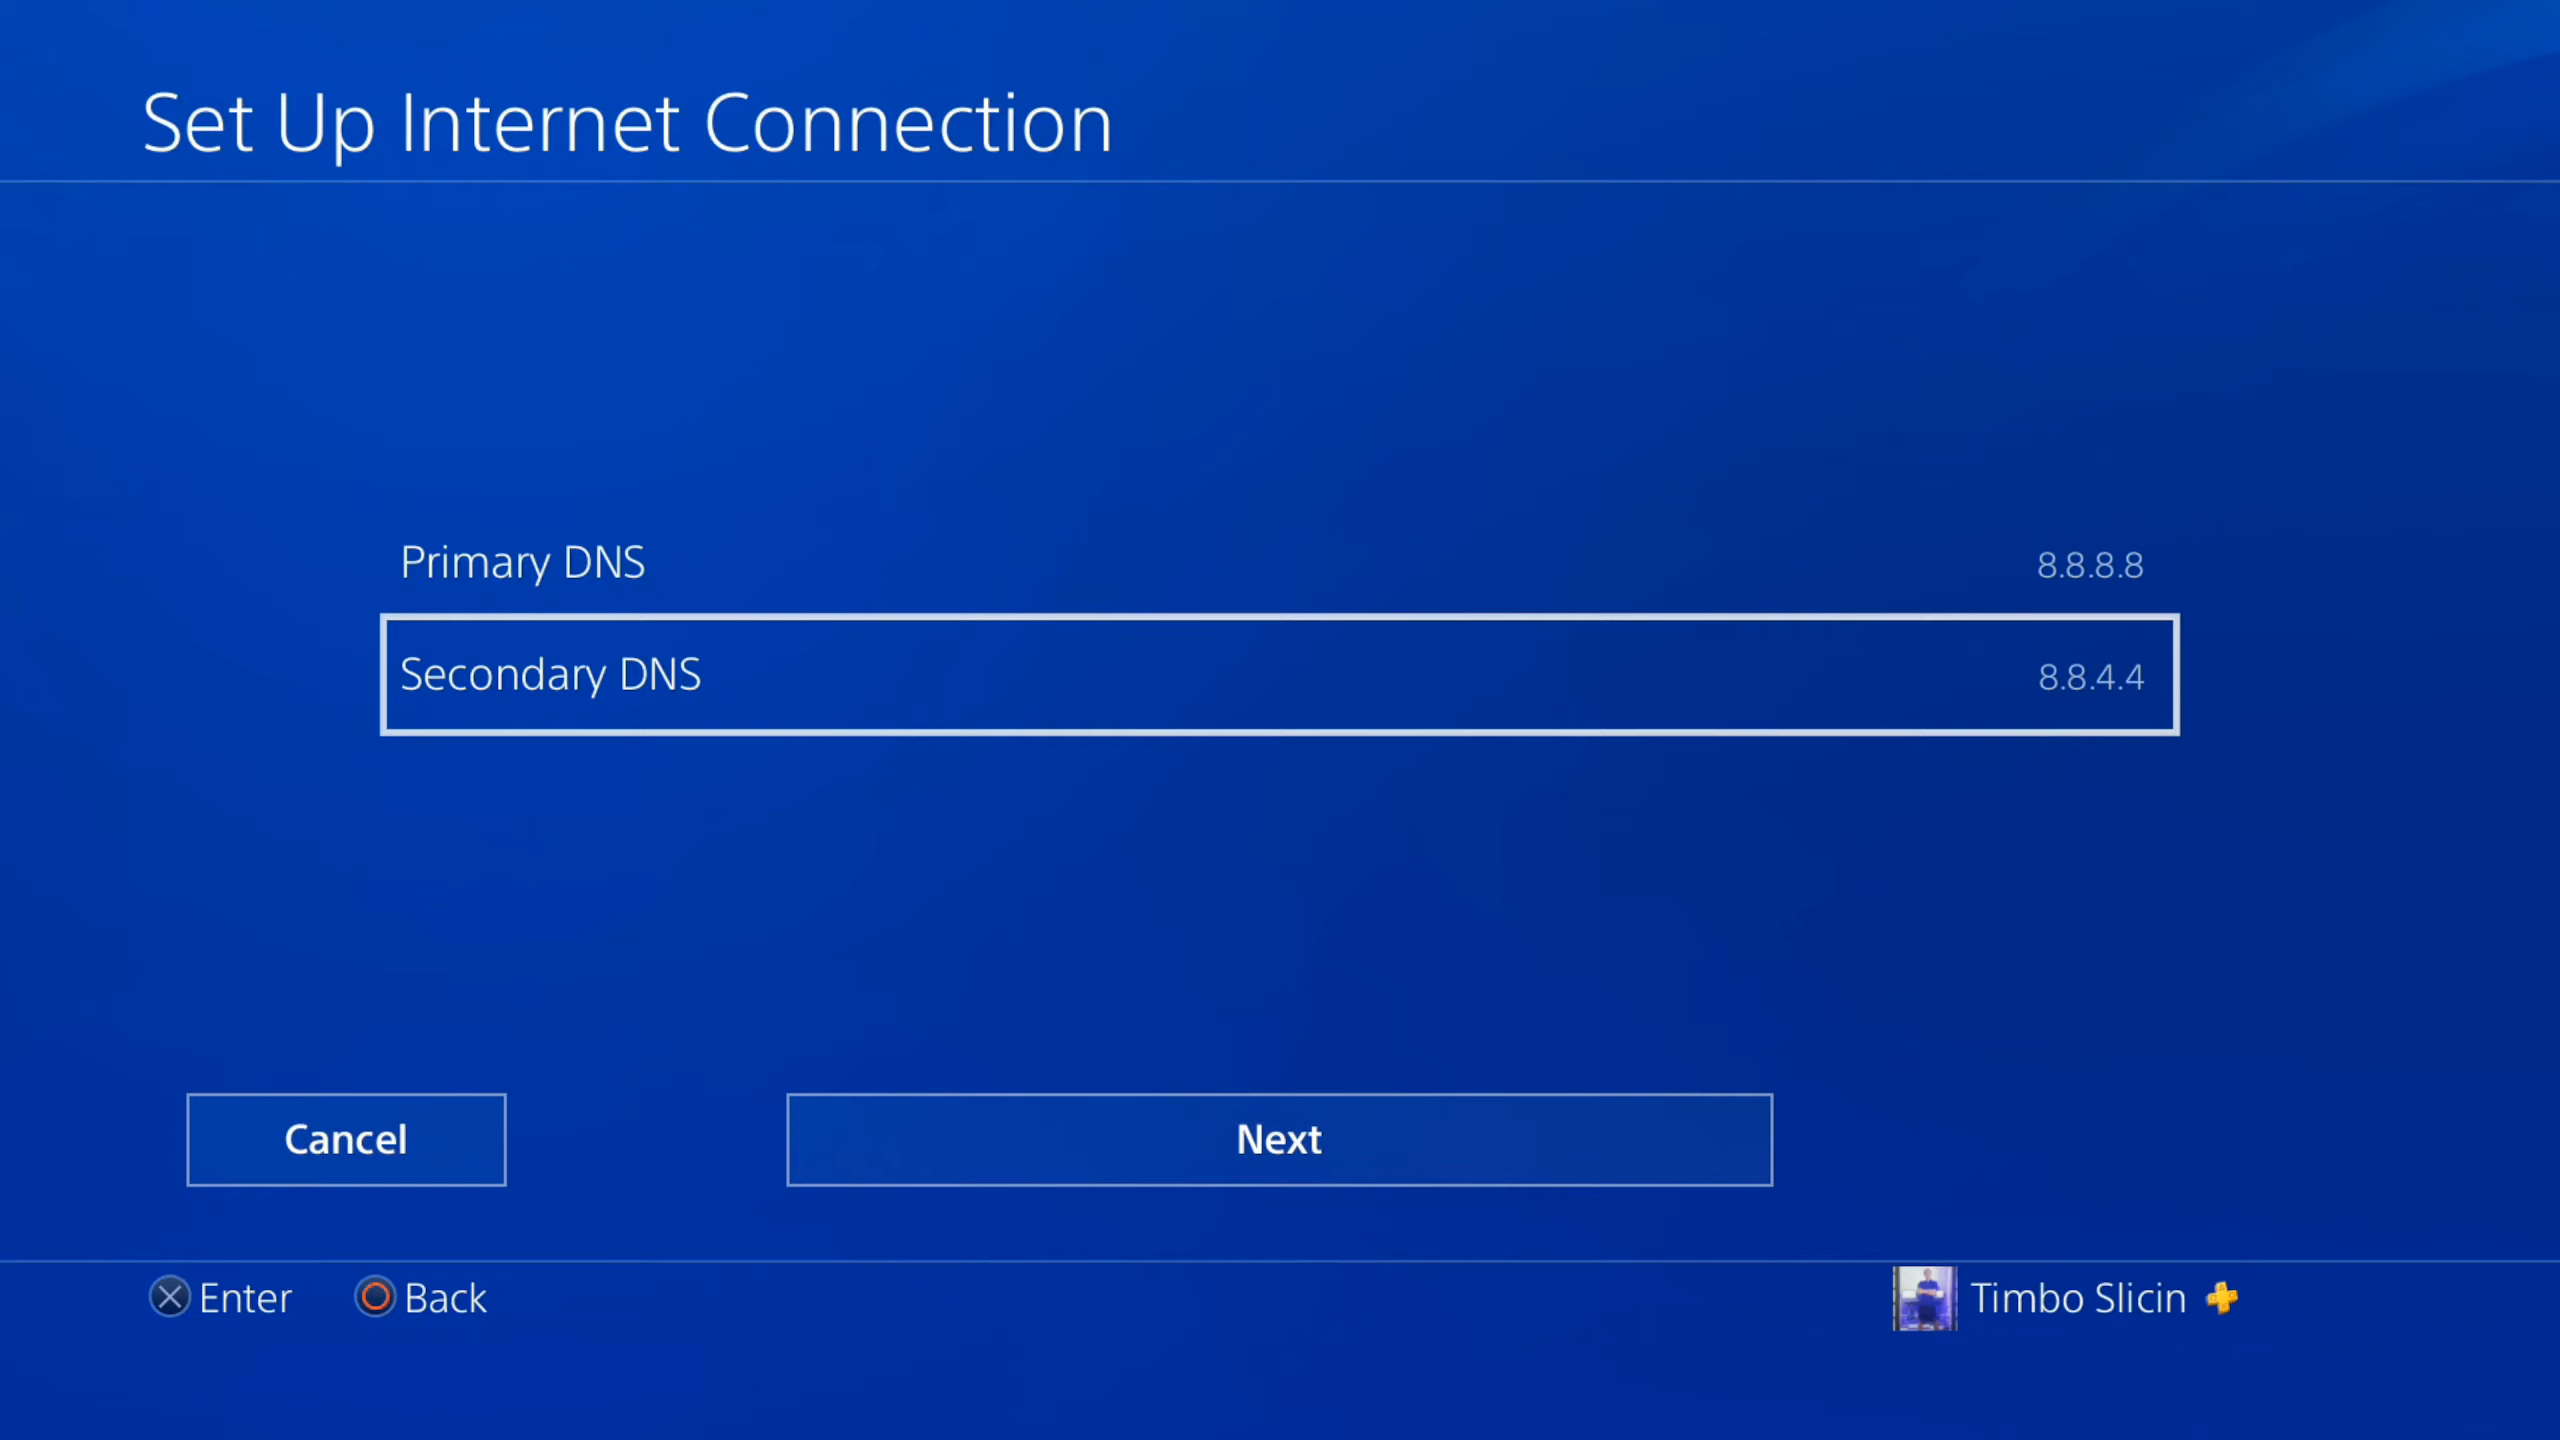 Set Up Internet Connection
Primary DNS 8.8.8.8
Secondary DNS 8.8.4.4
Cancel Next
Enter Back Timbo Slicin